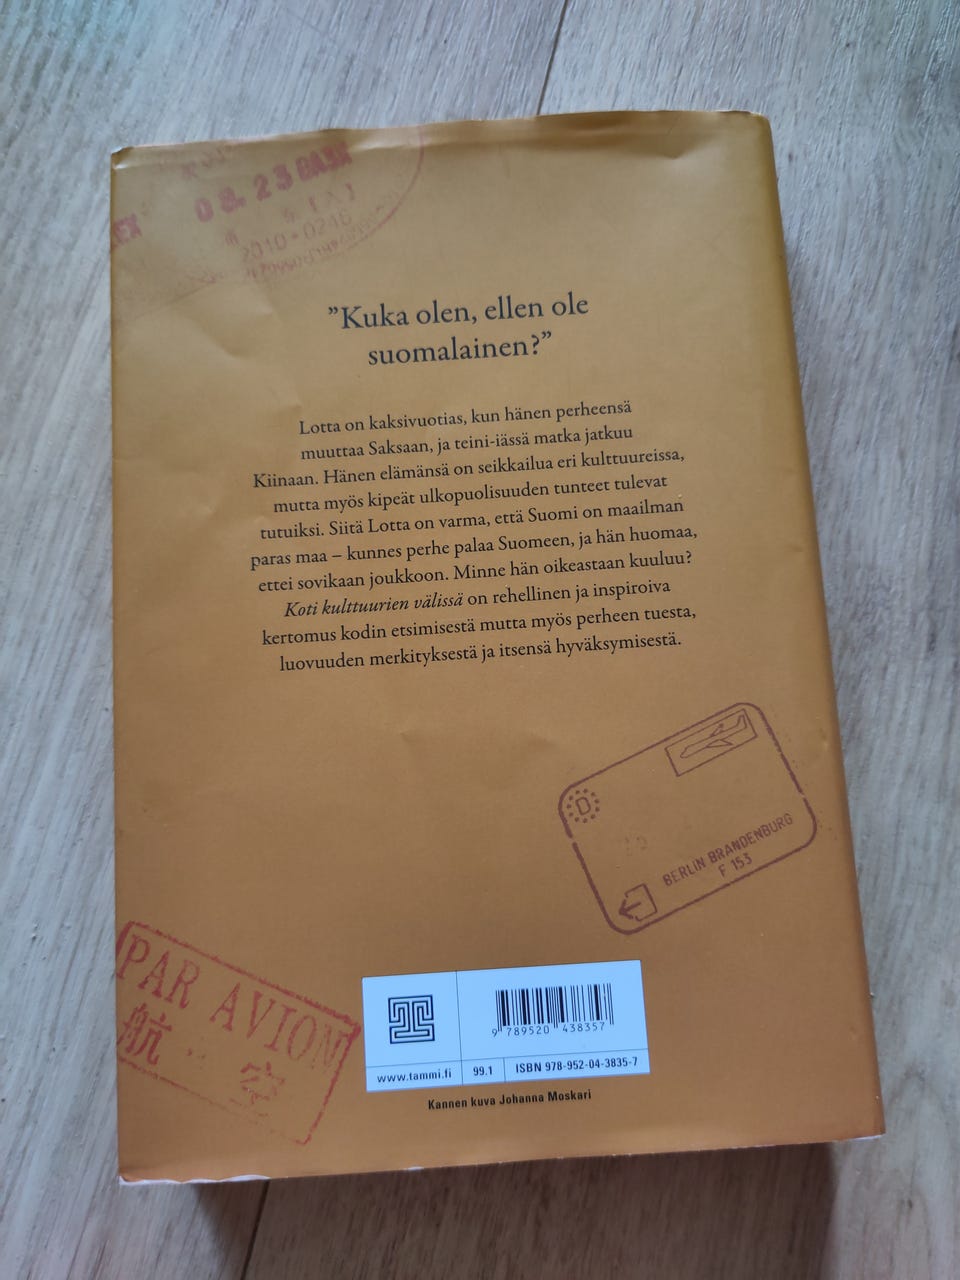 08.23
2010·0246
"Kuka olen, ellen ole
suomalainen?"
Lotta on kaksivuotias, kun hänen perheensä
muuttaa Saksaan, ja teini-iässä matka jatkuu
Kiinaan. Hänen elämänsä on seikkailua eri kulttuureissa,
mutta myös kipeät ulkopuolisuuden tunteet tulevat
tutuiksi. Siitä Lotta on varma, että Suomi on maailman
paras maa – kunnes perhe palaa Suomeen, ja hän huomaa,
ettei sovikaan joukkoon. Minne hän oikeastaan kuuluu?
Koti kulttuurien välissä on rehellinen ja inspiroiva
kertomus kodin etsimisestä mutta myös perheen tuesta,
luovuuden merkityksestä ja itsensä hyväksymisestä.
D
BERLIN BRANDENBURG
F 153
PAR AVION
航空
9 789520 438357
www.tammi.fi
99.1
ISBN 978-952-04-3835-7
Kannen kuva Johanna Moskari